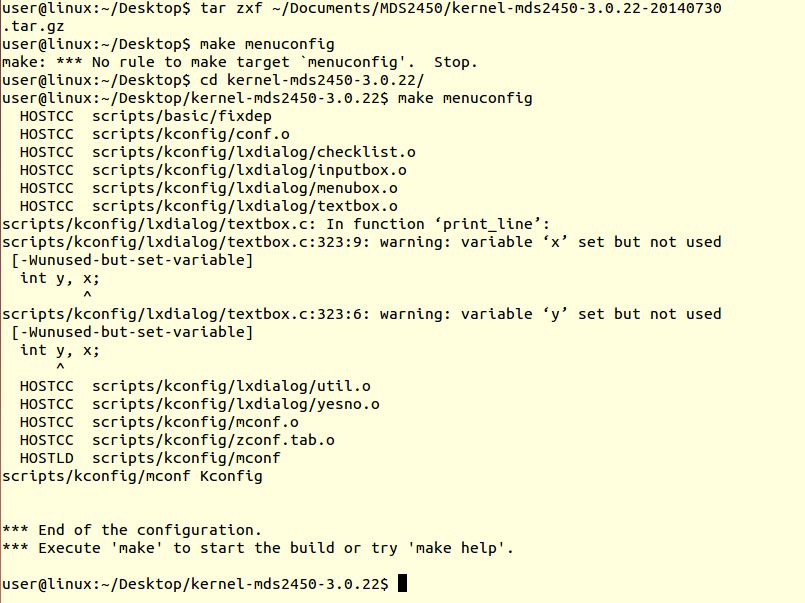 user@linux:~/Desktop$ tar zxf ~/Documents/MDS2450/kernel-mds2450-3.0.22-20140730
.tar.gz
user@linux:~/Desktop$ make menuconfig
make: *** No rule to make target `menuconfig'.  Stop.
user@linux:~/Desktop$ cd kernel-mds2450-3.0.22/
user@linux:~/Desktop/kernel-mds2450-3.0.22$ make menuconfig
  HOSTCC  scripts/basic/fixdep
  HOSTCC  scripts/kconfig/conf.o
  HOSTCC  scripts/kconfig/lxdialog/checklist.o
  HOSTCC  scripts/kconfig/lxdialog/inputbox.o
  HOSTCC  scripts/kconfig/lxdialog/menubox.o
  HOSTCC  scripts/kconfig/lxdialog/textbox.o
scripts/kconfig/lxdialog/textbox.c: In function ‘print_line’:
scripts/kconfig/lxdialog/textbox.c:323:9: warning: variable ‘x’ set but not used
 [-Wunused-but-set-variable]
  int y, x;
         ^
scripts/kconfig/lxdialog/textbox.c:323:6: warning: variable ‘y’ set but not used
 [-Wunused-but-set-variable]
  int y, x;
      ^
  HOSTCC  scripts/kconfig/lxdialog/util.o
  HOSTCC  scripts/kconfig/lxdialog/yesno.o
  HOSTCC  scripts/kconfig/mconf.o
  HOSTCC  scripts/kconfig/zconf.tab.o
  HOSTLD  scripts/kconfig/mconf
scripts/kconfig/mconf Kconfig
*** End of the configuration.
*** Execute 'make' to start the build or try 'make help'.
user@linux:~/Desktop/kernel-mds2450-3.0.22$